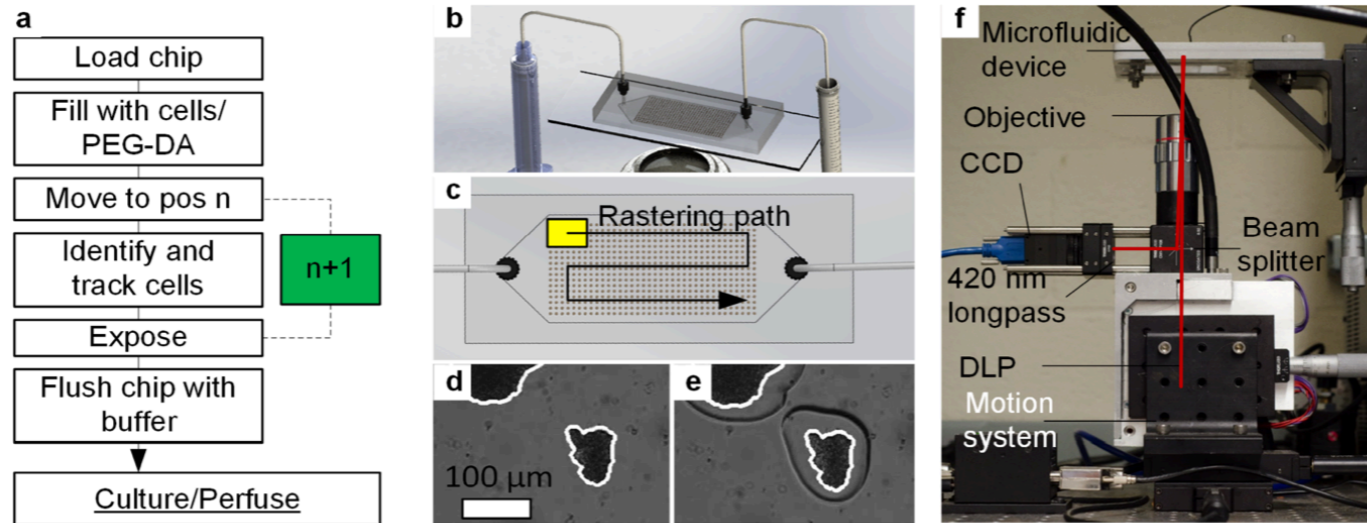 a
Load chip
Fill with cells/
PEG-DA
Move to pos n
Identify and
track cells
n+1
Expose
Flush chip with
buffer
Culture/Perfuse
b
c
Rastering path
d
100 µm
e
f
Microfluidic
device
Objective
CCD
Beam
splitter
420 nm
longpass
DLP
Motion
system